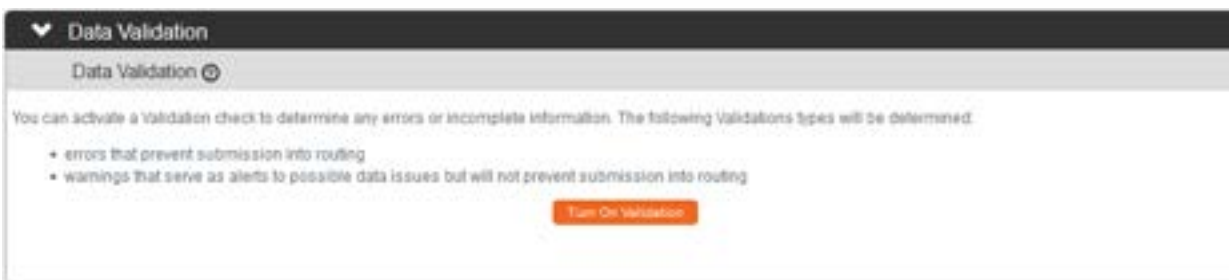 Data Validation
Data Validation
You can activate a Validation check to determine any errors or incomplete information. The following Validations types will be determined:
• errors that prevent submission into routing
• warnings that serve as alerts to possible data issues but will not prevent submission into routing
Turn On Validation